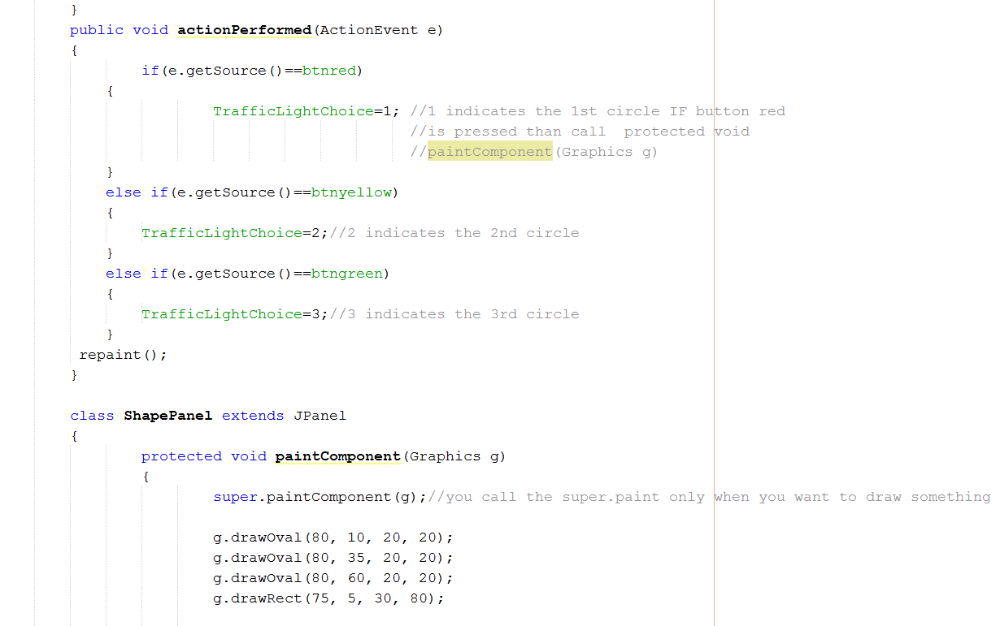 }
public void actionPerformed(ActionEvent e)
{
if(e.getSource()==btnred)
{
TrafficLightChoice=1; //1 indicates the 1st circle IF button red
//is pressed than call  protected void
//paintComponent(Graphics g)
}
else if(e.getSource()==btnyellow)
{
TrafficLightChoice=2;//2 indicates the 2nd circle
}
else if(e.getSource()==btngreen)
{
TrafficLightChoice=3;//3 indicates the 3rd circle
}
repaint();
}
class ShapePanel extends JPanel
{
protected void paintComponent(Graphics g)
{
super.paintComponent(g);//you call the super.paint only when you want to draw something
g.drawOval(80, 10, 20, 20);
g.drawOval(80, 35, 20, 20);
g.drawOval(80, 60, 20, 20);
g.drawRect(75, 5, 30, 80);